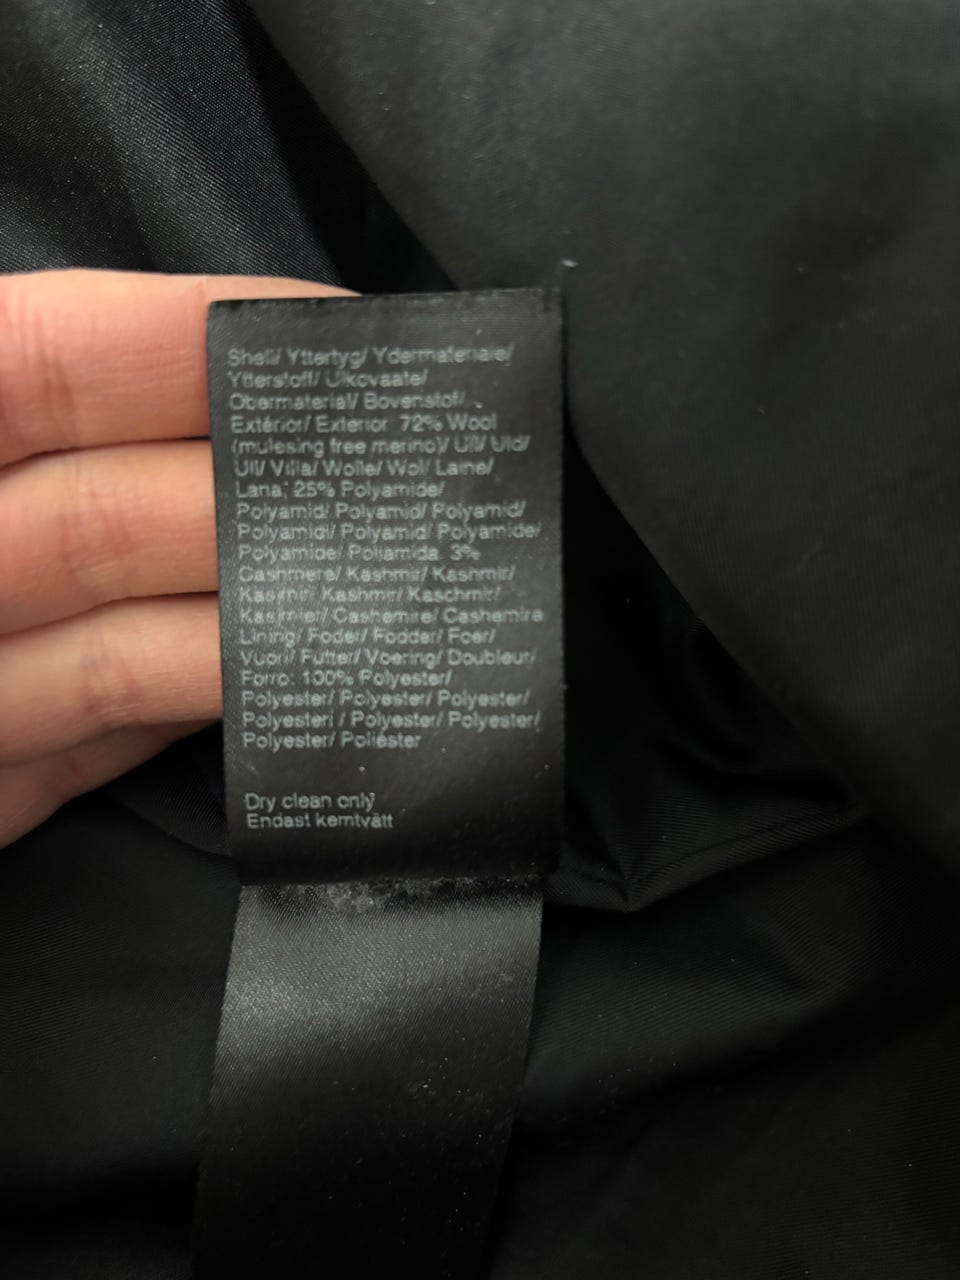 Shell/ Yttertyg/ Ydermateriale/
Ytterstoff/ Ulkovaate/
Obermaterial/ Bovenstof/
Extérior/ Exterior: 72% Wool
(mulesing free merino)/ Ull/ Uld/
Ull/ Villa/ Wolle/ Wol/ Laine/
Lana; 25% Polyamide/
Polyamid/ Polyamid/ Polyamid/
Polyamidi/ Polyamid/ Polyamide/
Polyamide/ Poliamida; 3%
Cashmere/ Kashmir/ Kashmir/
Kasmir/ Kashmir/ Kaschmir/
Kasjmier/ Cachemire/ Cashemira
Lining/ Foder/ Fodder/ Foer/
Vuori/ Futter/ Voering/ Doubleur/
Forro: 100% Polyester/
Polyester/ Polyester/ Polyester/
Polyesteri / Polyester/ Polyester/
Polyester/ Poliéster
Dry clean only
Endast kemtvätt